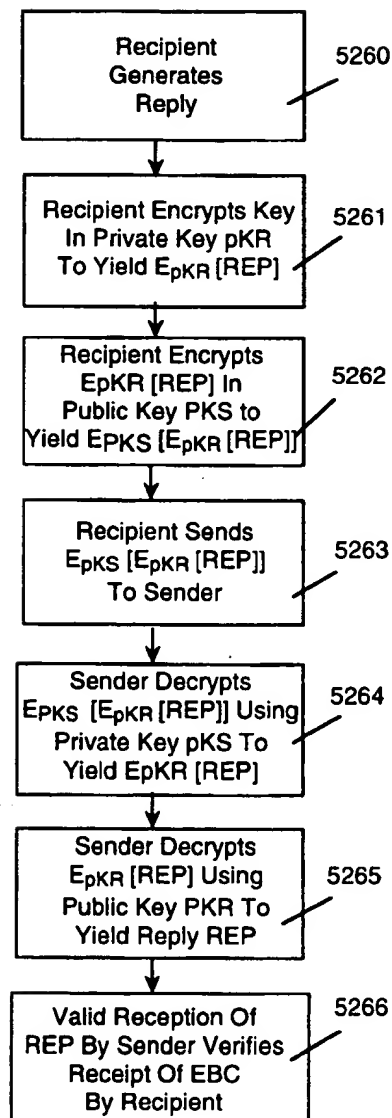 Recipient
Generates
Reply
5260
Recipient Encrypts Key
In Private Key pKR
To Yield EpKR [REP]
5261
Recipient Encrypts
EpKR [REP] In
Public Key PKS to
Yield EPKS [EpKR [REP]]
5262
Recipient Sends
EpKS [EpKR [REP]]
To Sender
5263
Sender Decrypts
EPKS [EpKR [REP]] Using
Private Key pKS To
Yield EpKR [REP]
5264
Sender Decrypts
EpKR [REP] Using
Public Key PKR To
Yield Reply REP
5265
Valid Reception Of
REP By Sender Verifies
Receipt Of EBC
By Recipient
5266